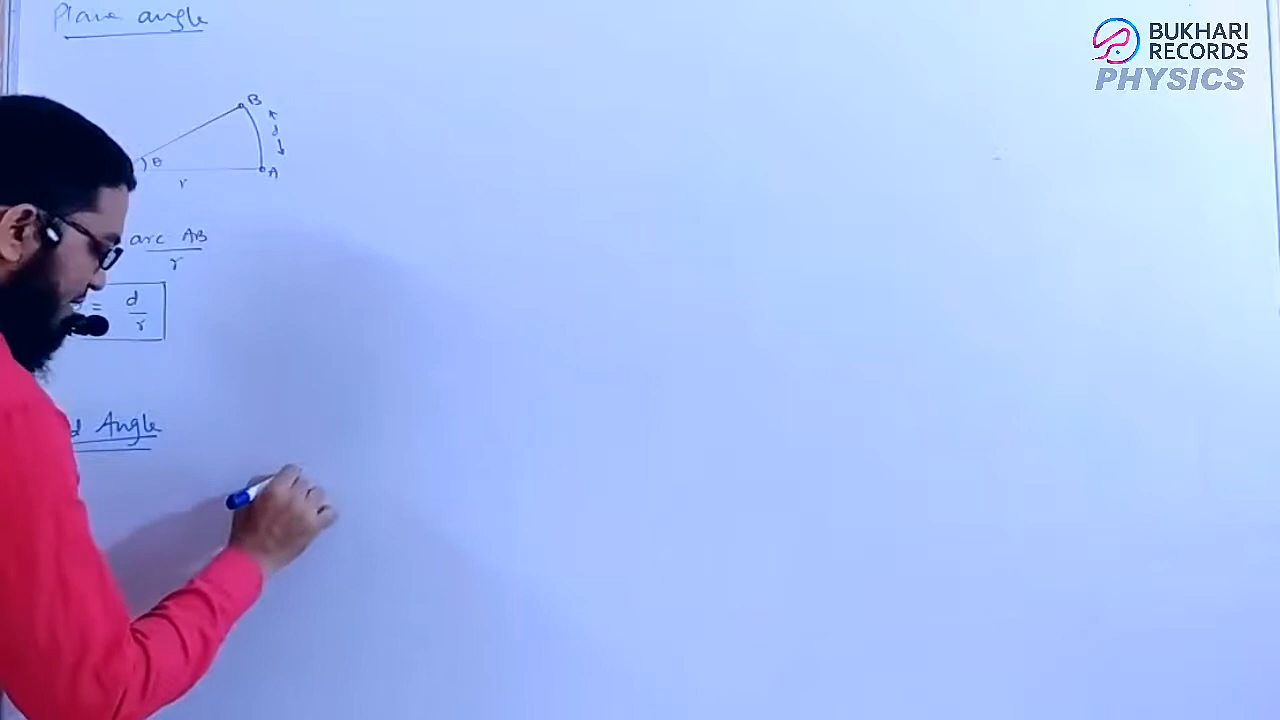 Plane angle
B
d
θ
A
r
arc AB
r
= d
r
d Angle
BUKHARI
RECORDS
PHYSICS